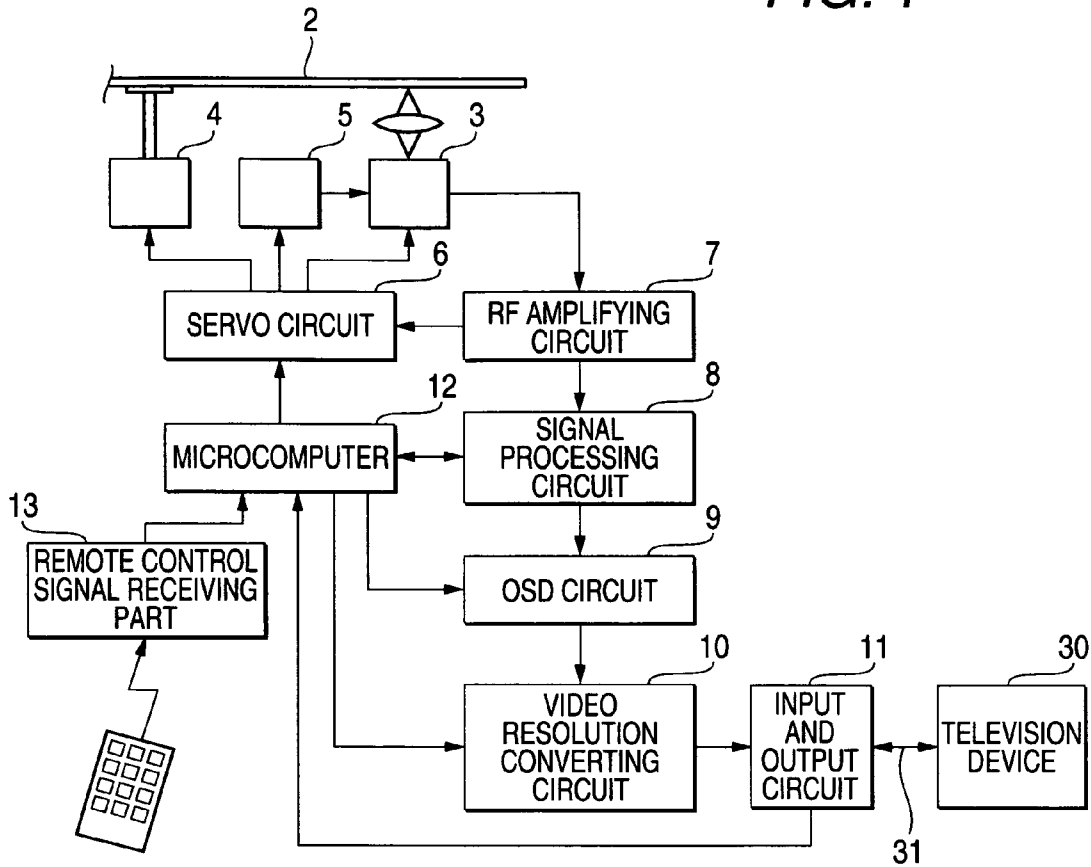 FIG. 1
2
4
5
3
6
7
SERVO CIRCUIT
RF AMPLIFYING
CIRCUIT
12
8
MICROCOMPUTER
SIGNAL
PROCESSING
CIRCUIT
13
9
REMOTE CONTROL
SIGNAL RECEIVING
PART
OSD CIRCUIT
10
11
30
VIDEO
RESOLUTION
CONVERTING
CIRCUIT
INPUT
AND
OUTPUT
CIRCUIT
TELEVISION
DEVICE
31